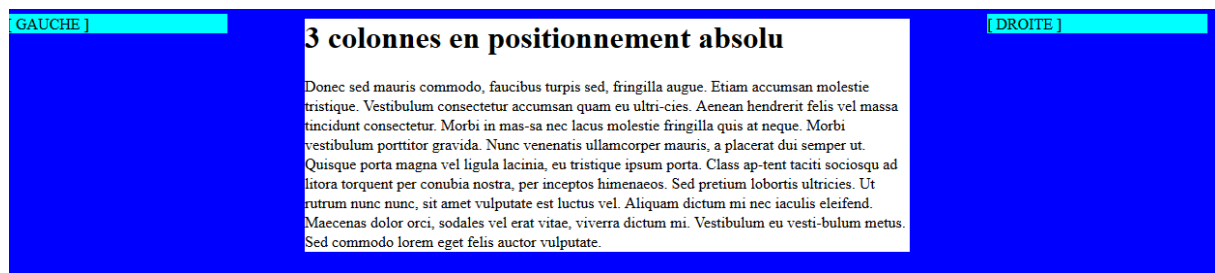 [ GAUCHE ]
3 colonnes en positionnement absolu
Donec sed mauris commodo, faucibus turpis sed, fringilla augue. Etiam accumsan molestie
tristique. Vestibulum consectetur accumsan quam eu ultri-cies. Aenean hendrerit felis vel massa
tincidunt consectetur. Morbi in mas-sa nec lacus molestie fringilla quis at neque. Morbi
vestibulum porttitor gravida. Nunc venenatis ullamcorper mauris, a placerat dui semper ut.
Quisque porta magna vel ligula lacinia, eu tristique ipsum porta. Class ap-tent taciti sociosqu ad
litora torquent per conubia nostra, per inceptos himenaeos. Sed pretium lobortis ultricies. Ut
rutrum nunc nunc, sit amet vulputate est luctus vel. Aliquam dictum mi nec iaculis eleifend.
Maecenas dolor orci, sodales vel erat vitae, viverra dictum mi. Vestibulum eu vesti-bulum metus.
Sed commodo lorem eget felis auctor vulputate.
[ DROITE ]